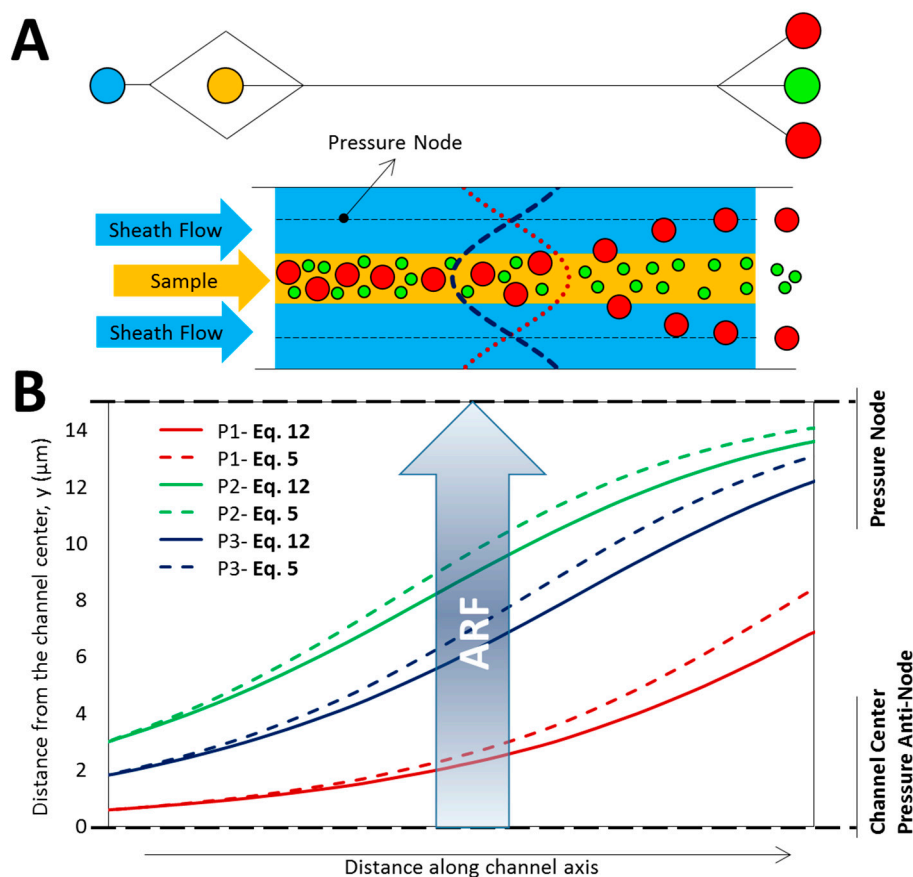 A
Pressure Node
Sheath Flow
Sample
Sheath Flow
B
Distance from the channel center, y (µm)
14
12
10
8
6
4
2
0
P1- Eq. 12
P1- Eq. 5
P2- Eq. 12
P2- Eq. 5
P3- Eq. 12
P3- Eq. 5
ARF
Pressure Node
Channel Center
Pressure Anti-Node
Distance along channel axis